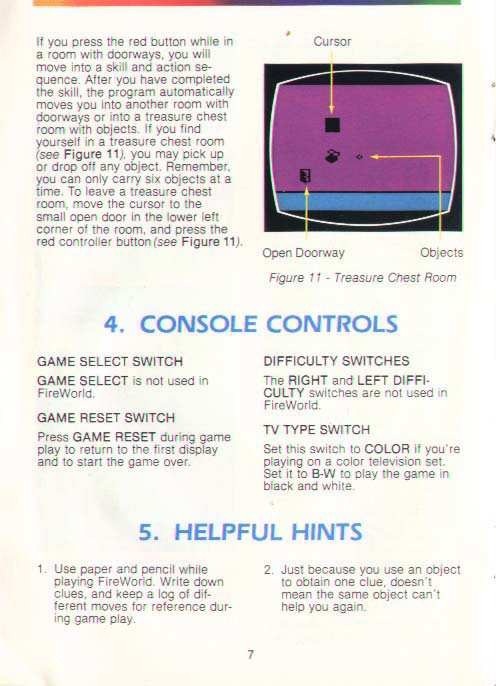 If you press the red button while in
a room with doorways, you will
move into a skill and action se-
quence. After you have completed
the skill, the program automatically
moves you into another room with
doorways or into a treasure chest
room with objects. If you find
yourself in a treasure chest room
(see Figure 11), you may pick up
or drop off any object. Remember,
you can only carry six objects at a
time. To leave a treasure chest
room, move the cursor to the
small open door in the lower left
corner of the room, and press the
red controller button (see Figure 11).
Cursor
Open Doorway
Objects
Figure 11 - Treasure Chest Room
4. CONSOLE CONTROLS
GAME SELECT SWITCH
GAME SELECT is not used in
FireWorld.
GAME RESET SWITCH
Press GAME RESET during game
play to return to the first display
and to start the game over.
DIFFICULTY SWITCHES
The RIGHT and LEFT DIFFI-
CULTY switches are not used in
FireWorld.
TV TYPE SWITCH
Set this switch to COLOR if you're
playing on a color television set.
Set it to B-W to play the game in
black and white.
5. HELPFUL HINTS
1. Use paper and pencil while
playing FireWorld. Write down
clues, and keep a log of dif-
ferent moves for reference dur-
ing game play.
2. Just because you use an object
to obtain one clue, doesn't
mean the same object can't
help you again.
7